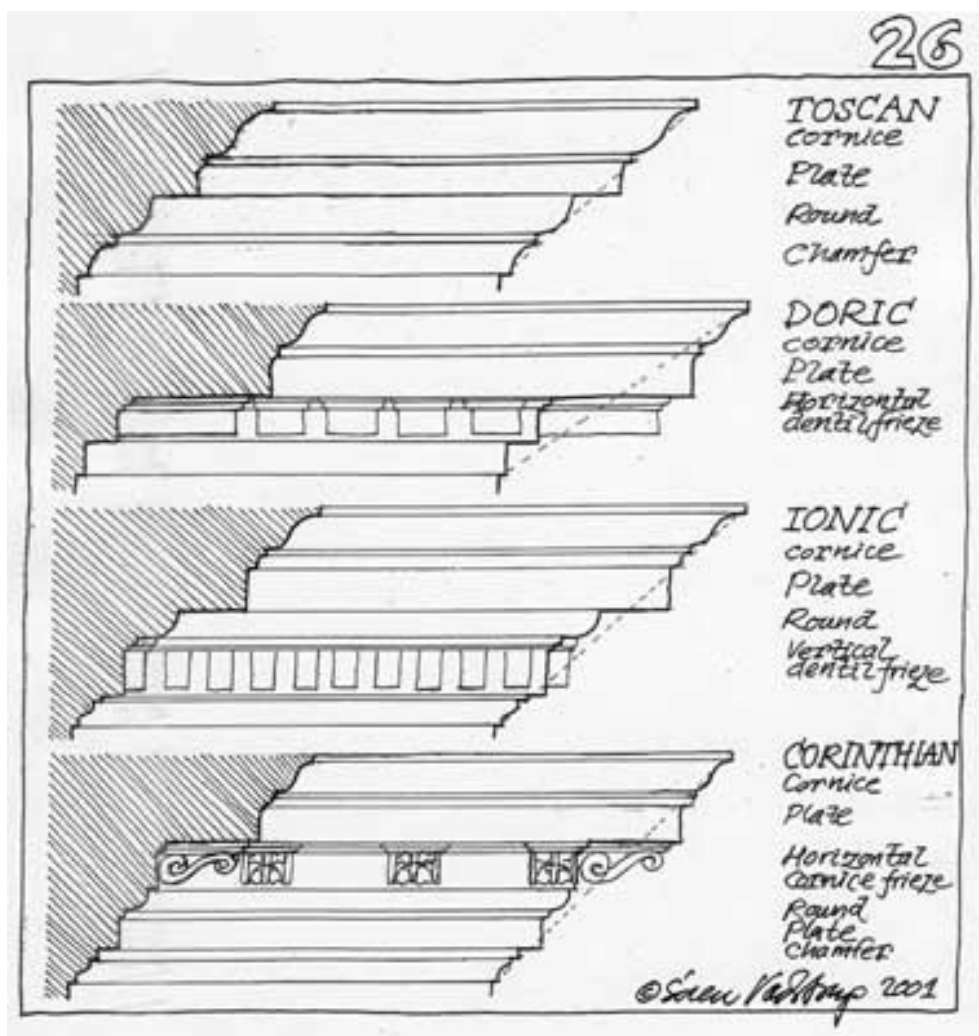 26
TOSCAN
cornice
Plate
Round
Chamfer
DORIC
cornice
Plate
Horizontal
dentilfrieze
IONIC
cornice
Plate
Round
Vertical
dentilfrieze
CORINTHIAN
Cornice
Plate
Horizontal
Cornice frieze
Round
Plate
Chamfer
© Sören 2001